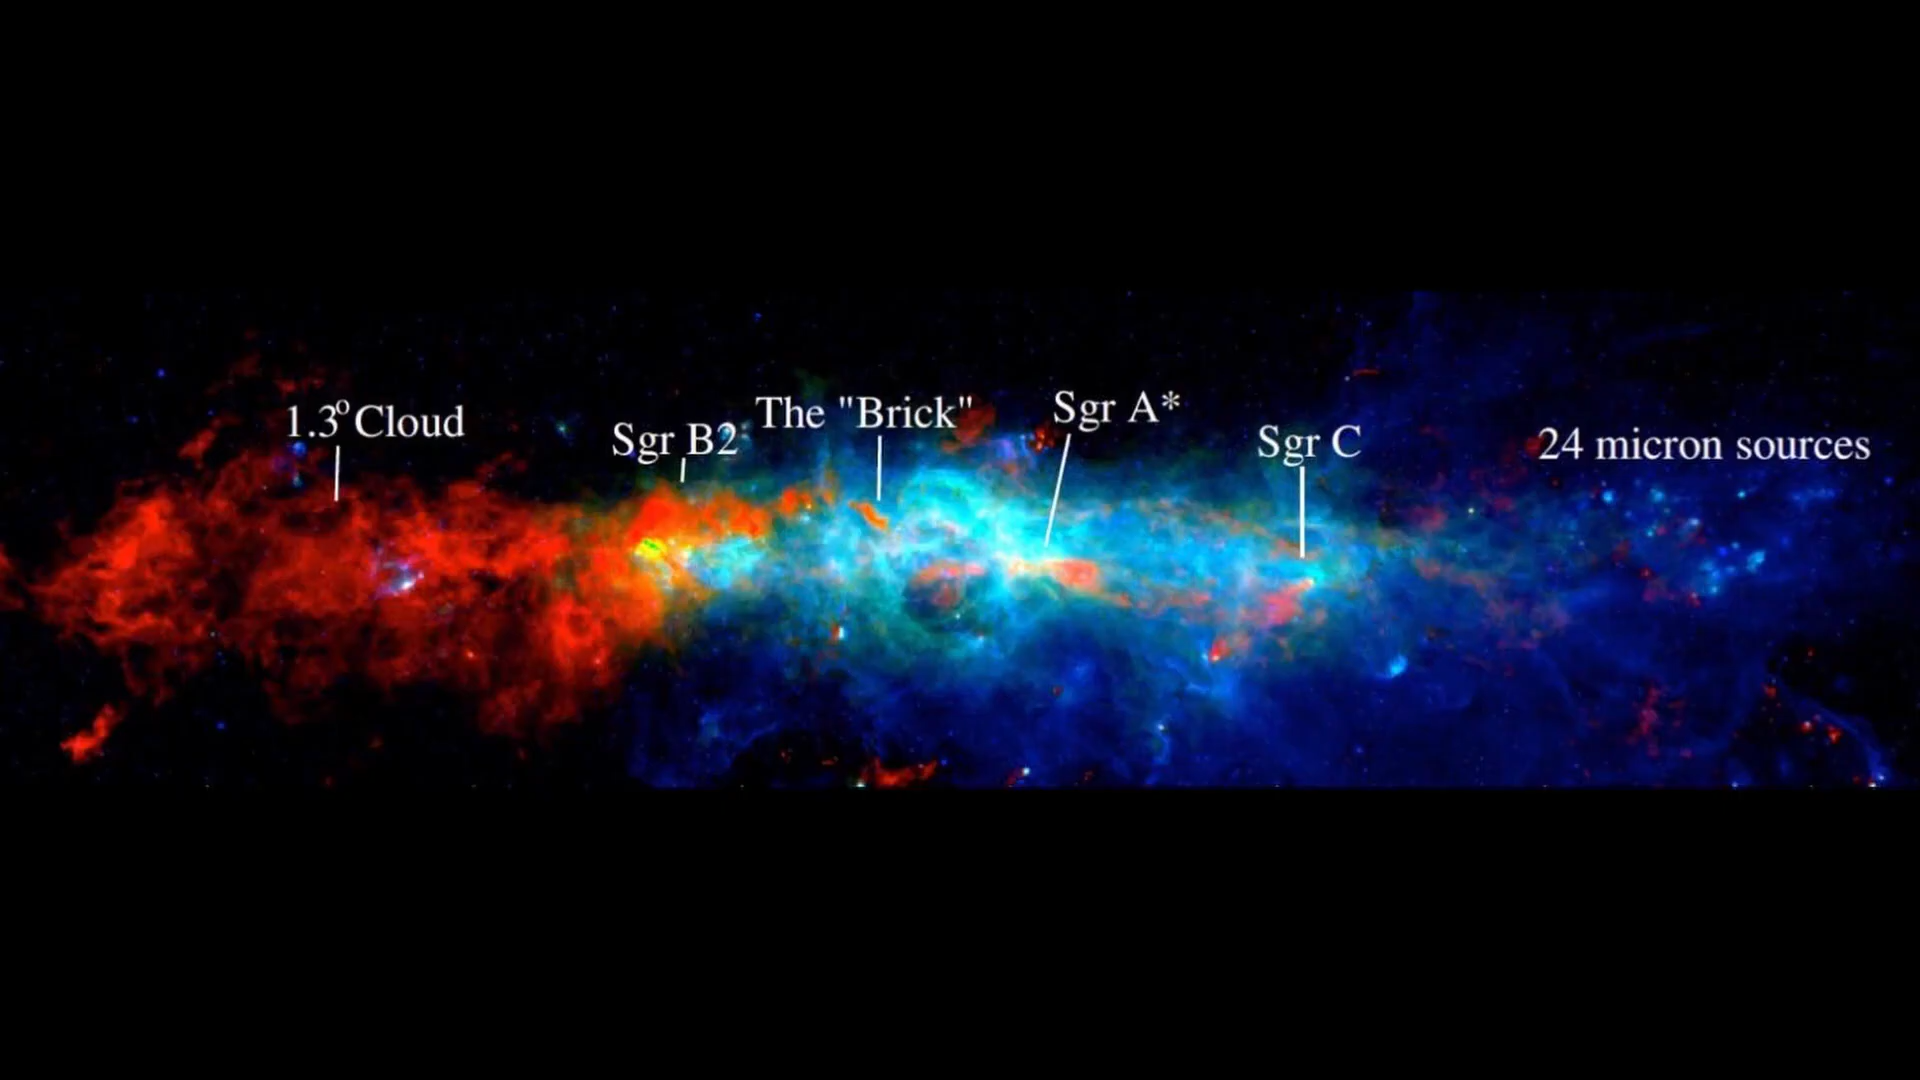 1.3° Cloud
Sgr B2
The "Brick"
Sgr A*
Sgr C
24 micron sources